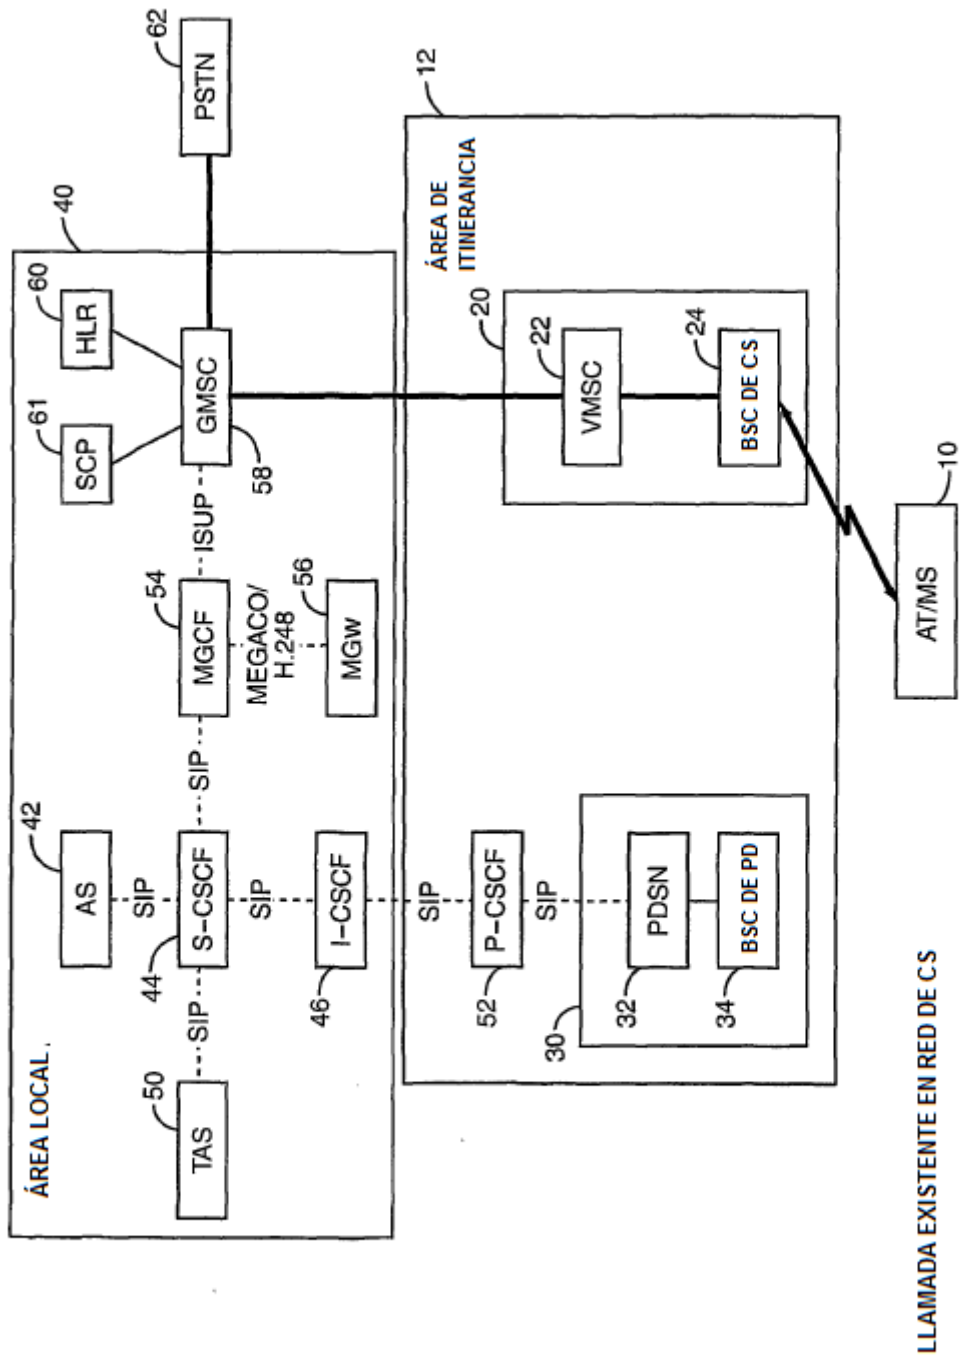 ÁREA LOCAL
TAS
50
SIP
AS
42
SIP
S-CSCF
44
SIP
I-CSCF
46
SIP
MGCF
54
MEGACO/
H.248
MGW
56
ISUP
SCP
61
HLR
60
GMSC
58
40
PSTN
62
ÁREA DE
ITINERANCIA
12
SIP
P-CSCF
52
SIP
30
PDSN
32
BSC DE PD
34
20
VMSC
22
BSC DE CS
24
AT/MS
10
LLAMADA EXISTENTE EN RED DE CS